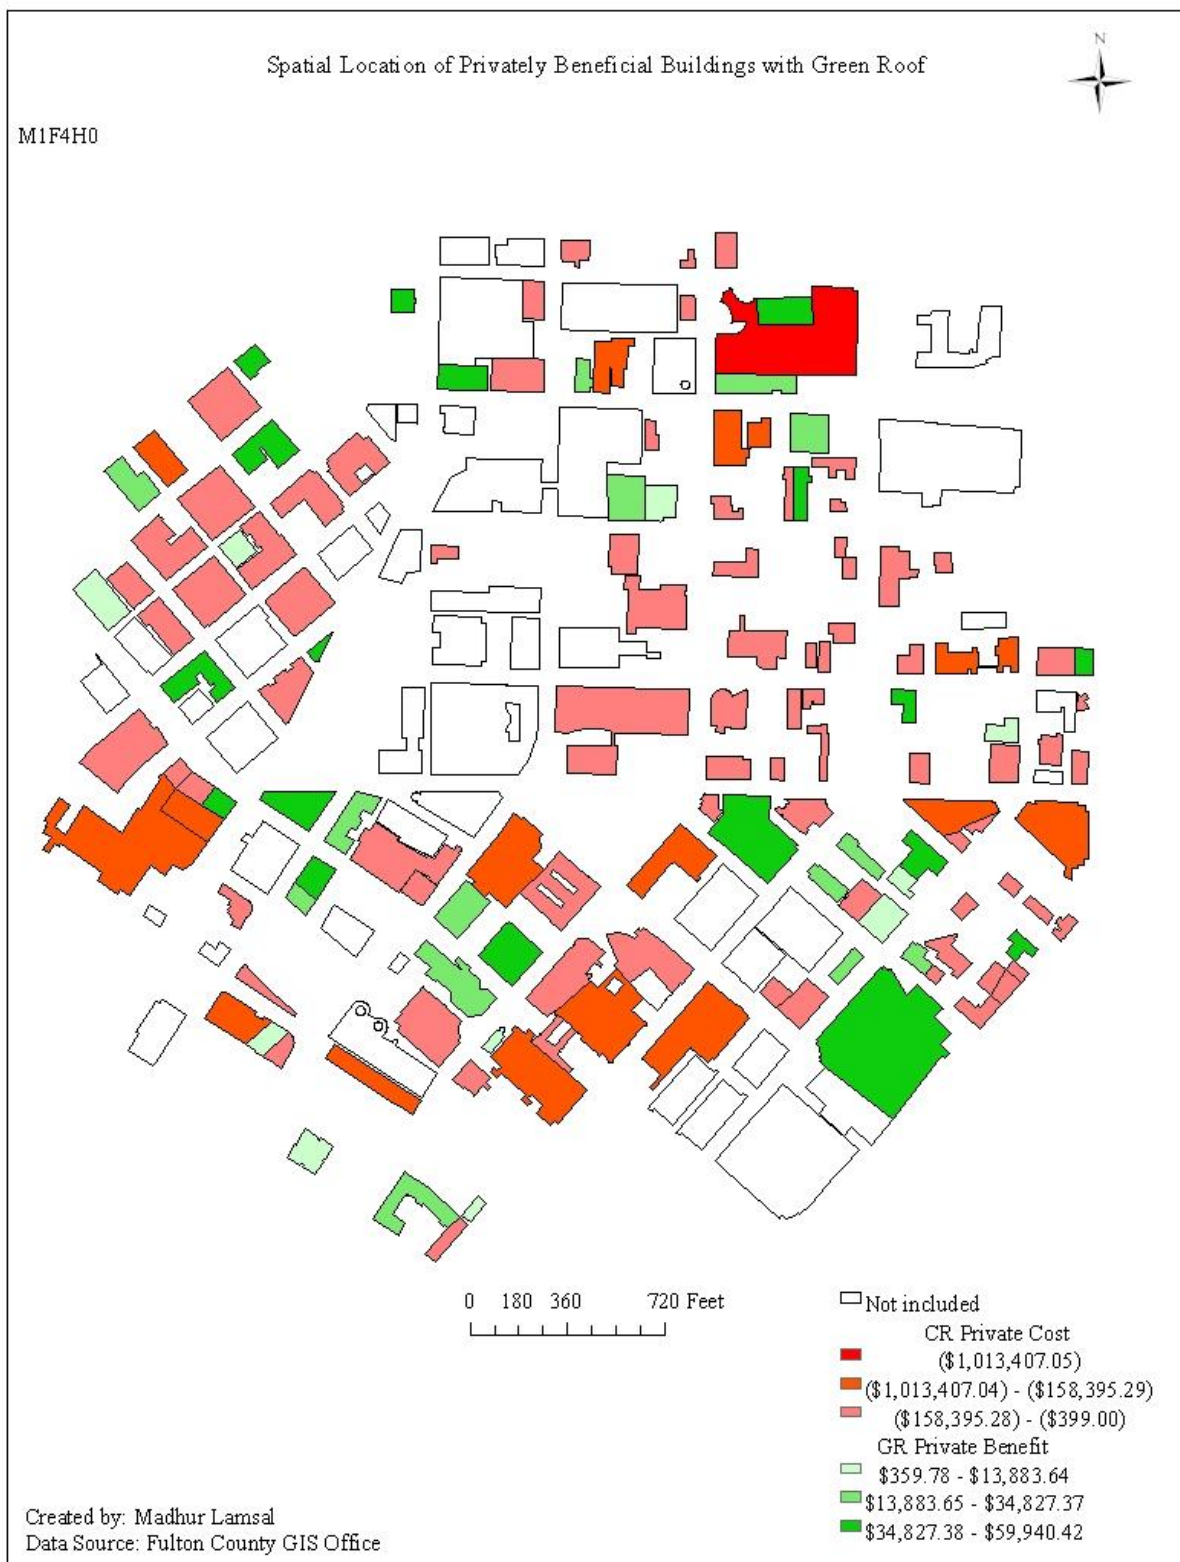 N
Spatial Location of Privately Beneficial Buildings with Green Roof
M1F4H0
0 180 360 720 Feet
Not included
CR Private Cost
($1,013,407.05)
($1,013,407.04) - ($158,395.29)
($158,395.28) - ($399.00)
GR Private Benefit
$359.78 - $13,883.64
$13,883.65 - $34,827.37
$34,827.38 - $59,940.42
Created by: Madhur Lamsal
Data Source: Fulton County GIS Office